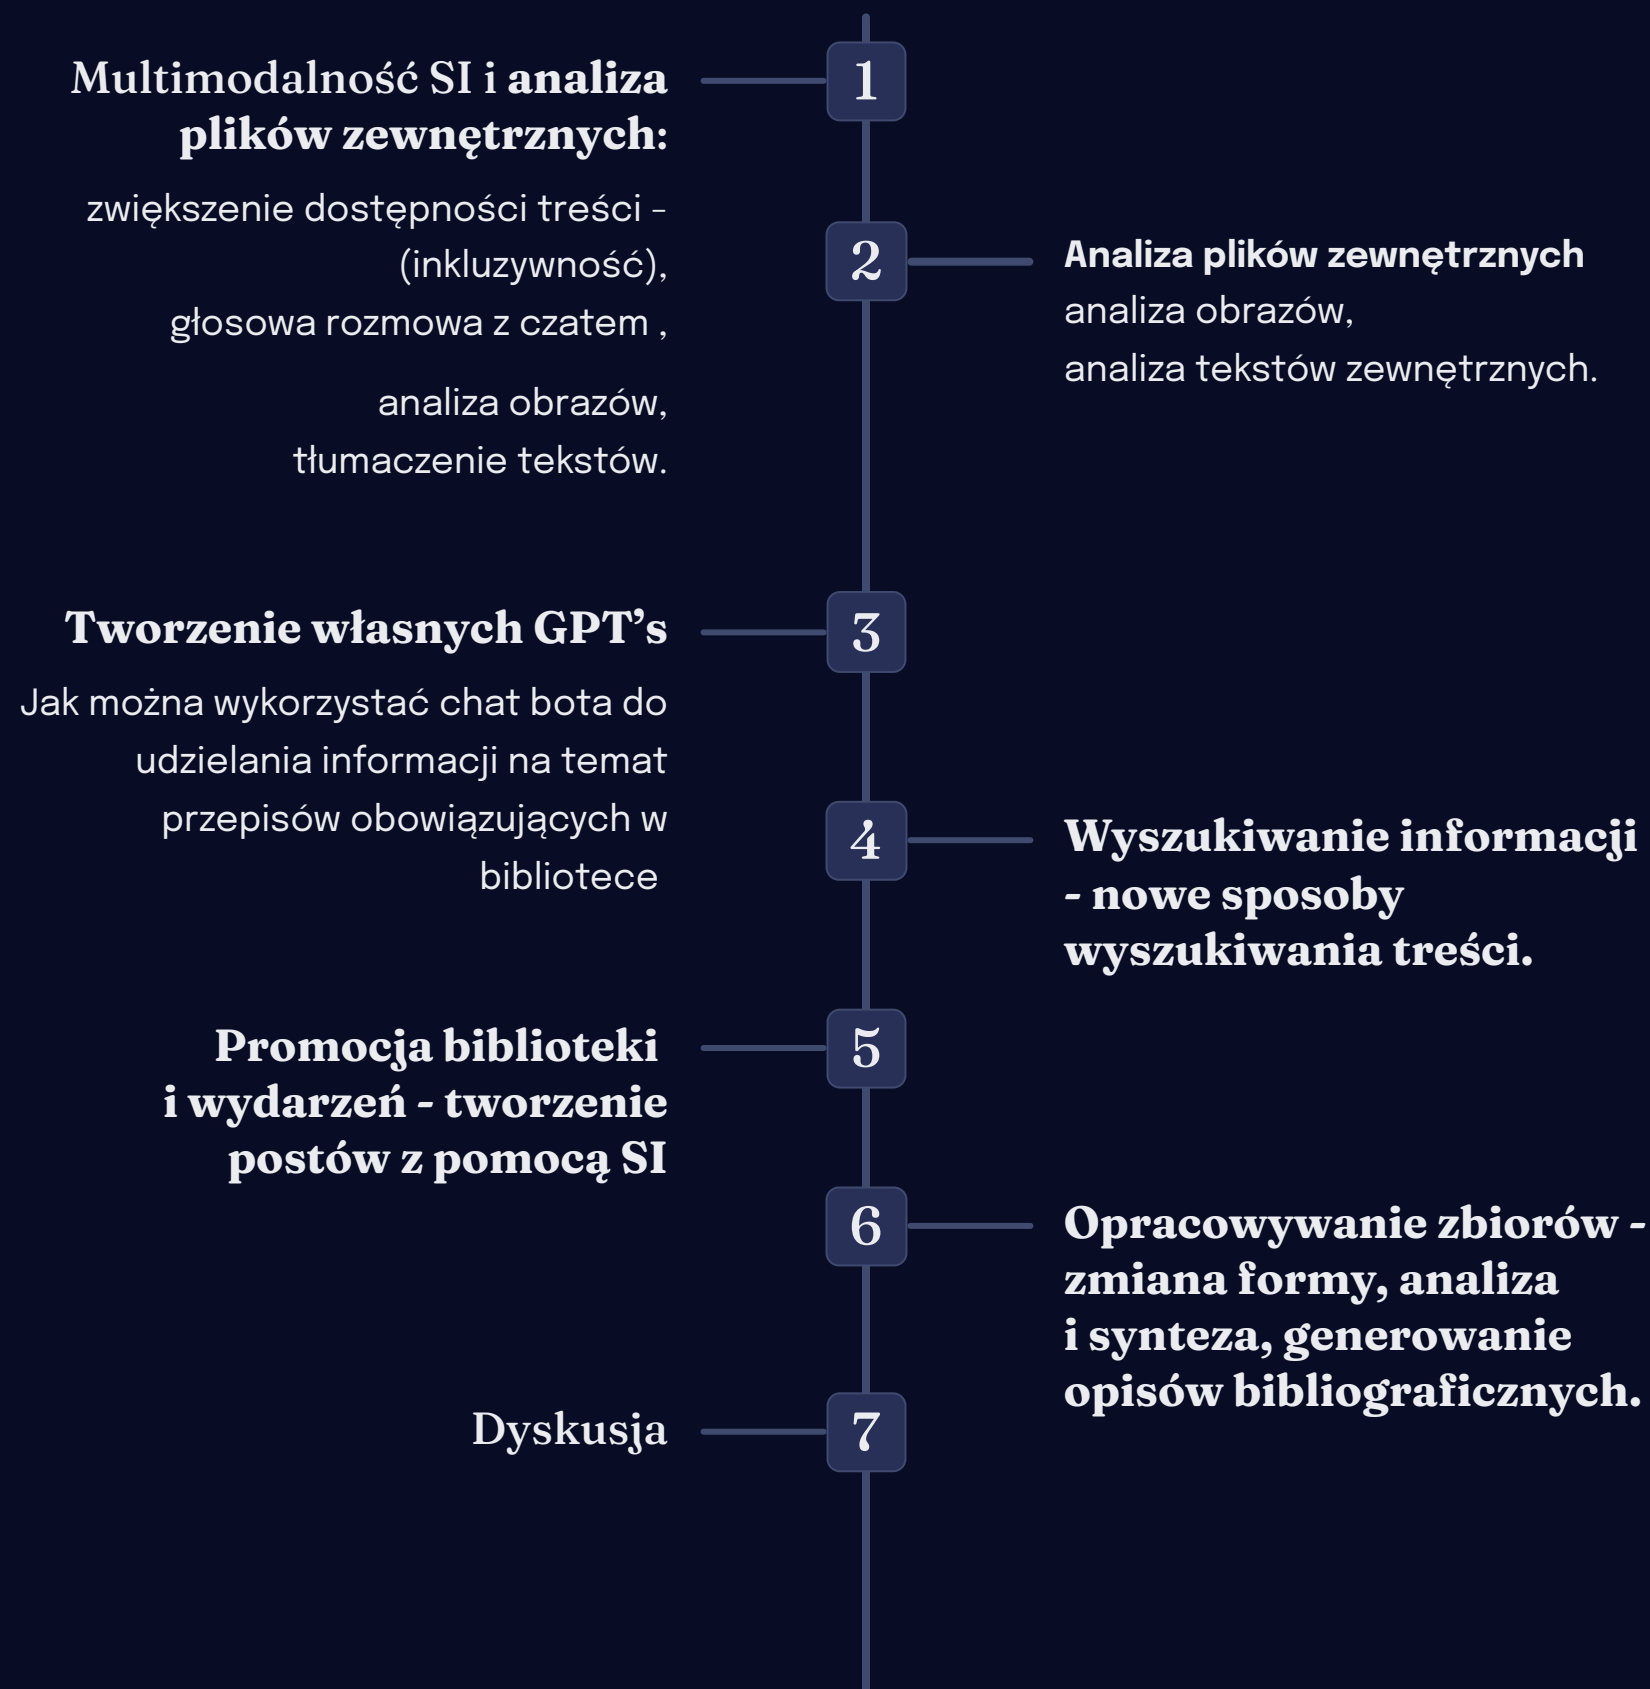 1
Multimodalność SI i analiza
plików zewnętrznych:
zwiększenie dostępności treści -
(inkluzywność),
głosowa rozmowa z czatem ,
analiza obrazów,
tłumaczenie tekstów.
2
Analiza plików zewnętrznych
analiza obrazów,
analiza tekstów zewnętrznych.
3
Tworzenie własnych GPT’s
Jak można wykorzystać chat bota do
udzielania informacji na temat
przepisów obowiązujących w
bibliotece
4
Wyszukiwanie informacji
- nowe sposoby
wyszukiwania treści.
5
Promocja biblioteki
i wydarzeń - tworzenie
postów z pomocą SI
6
Opracowywanie zbiorów -
zmiana formy, analiza
i synteza, generowanie
opisów bibliograficznych.
7
Dyskusja